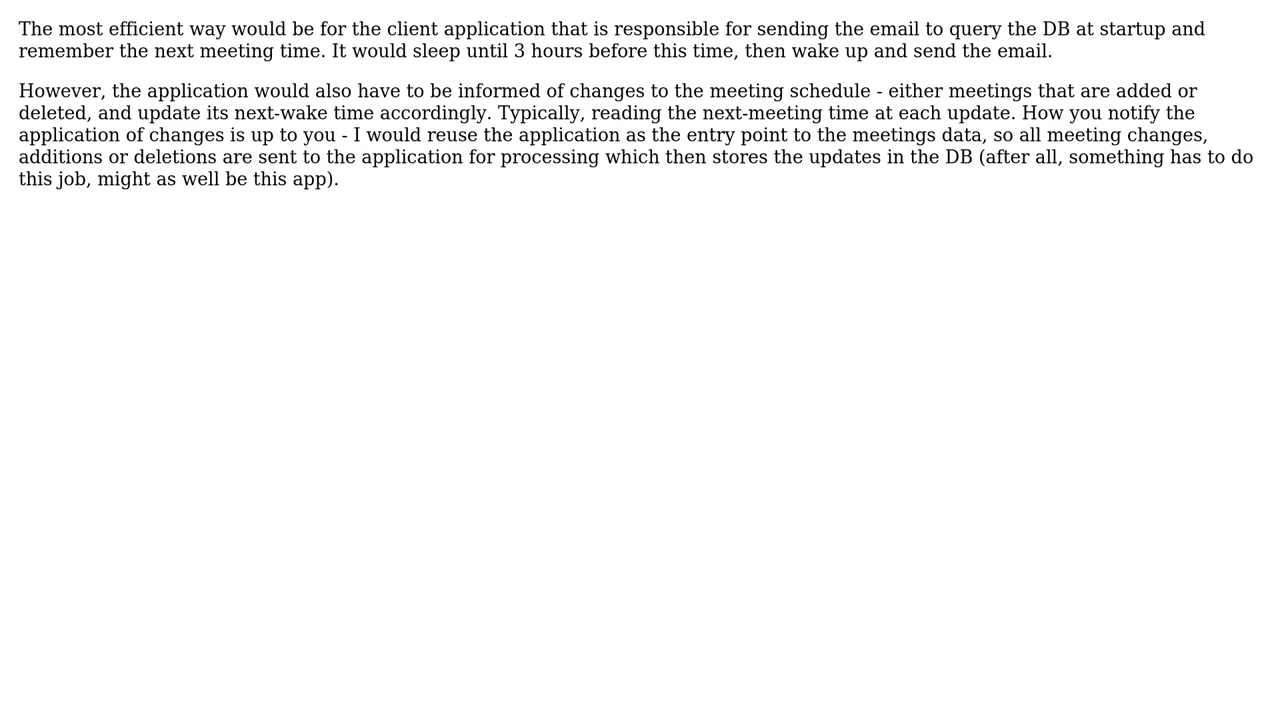 The most efficient way would be for the client application that is responsible for sending the email to query the DB at startup and
remember the next meeting time. It would sleep until 3 hours before this time, then wake up and send the email.
However, the application would also have to be informed of changes to the meeting schedule - either meetings that are added or
deleted, and update its next-wake time accordingly. Typically, reading the next-meeting time at each update. How you notify the
application of changes is up to you - I would reuse the application as the entry point to the meetings data, so all meeting changes,
additions or deletions are sent to the application for processing which then stores the updates in the DB (after all, something has to do
this job, might as well be this app).